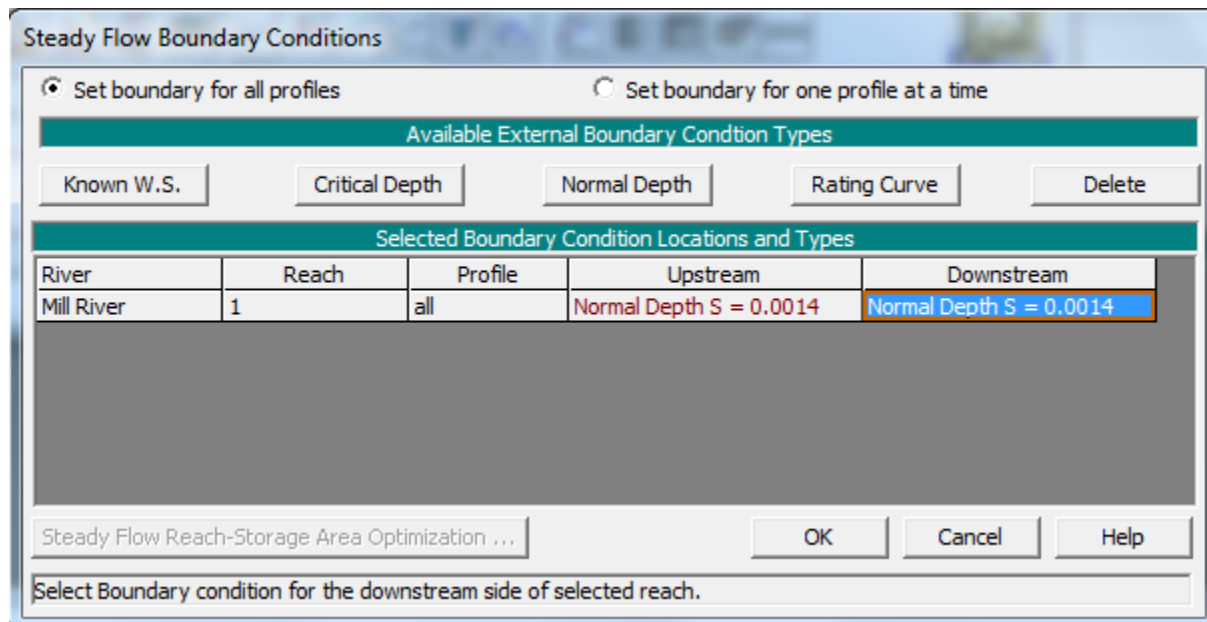 Steady Flow Boundary Conditions
Set boundary for all profiles Set boundary for one profile at a time
Available External Boundary Condtion Types
Known W.S. Critical Depth Normal Depth Rating Curve Delete
Selected Boundary Condition Locations and Types
River Reach Profile Upstream Downstream
Mill River 1 all Normal Depth S = 0.0014 Normal Depth S = 0.0014
Steady Flow Reach-Storage Area Optimization ... OK Cancel Help
Select Boundary condition for the downstream side of selected reach.